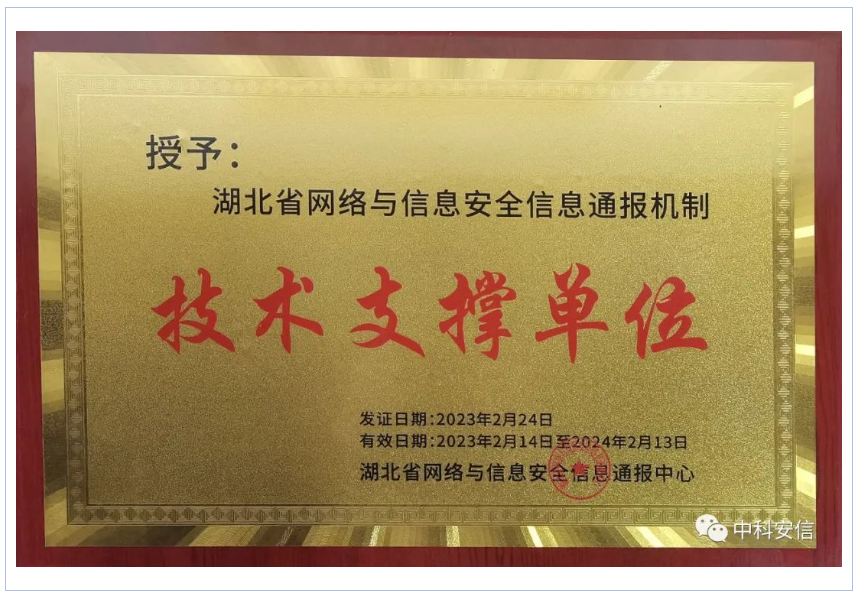 授予：
湖北省网络与信息安全信息通报机制
技术支撑单位
发证日期:2023年2月24日
有效日期:2023年2月14日至2024年2月13日
湖北省网络与信息安全信息通报中心
中科安信